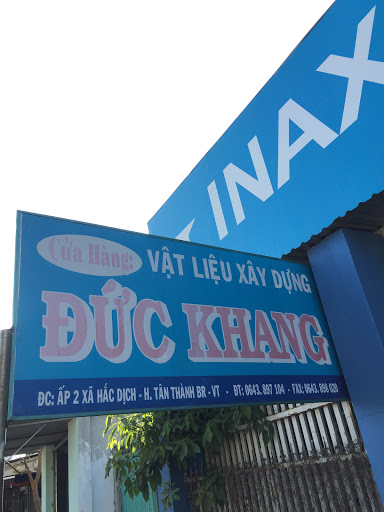 INAX
Cửa Hàng:
VẬT LIỆU XÂY DỰNG
ĐỨC KHANG
ĐC: ẤP 2 XÃ HẮC DỊCH - H. TÂN THÀNH BR - VT - ĐT: 0643. 897 104 - FAX: 0643. 898 029